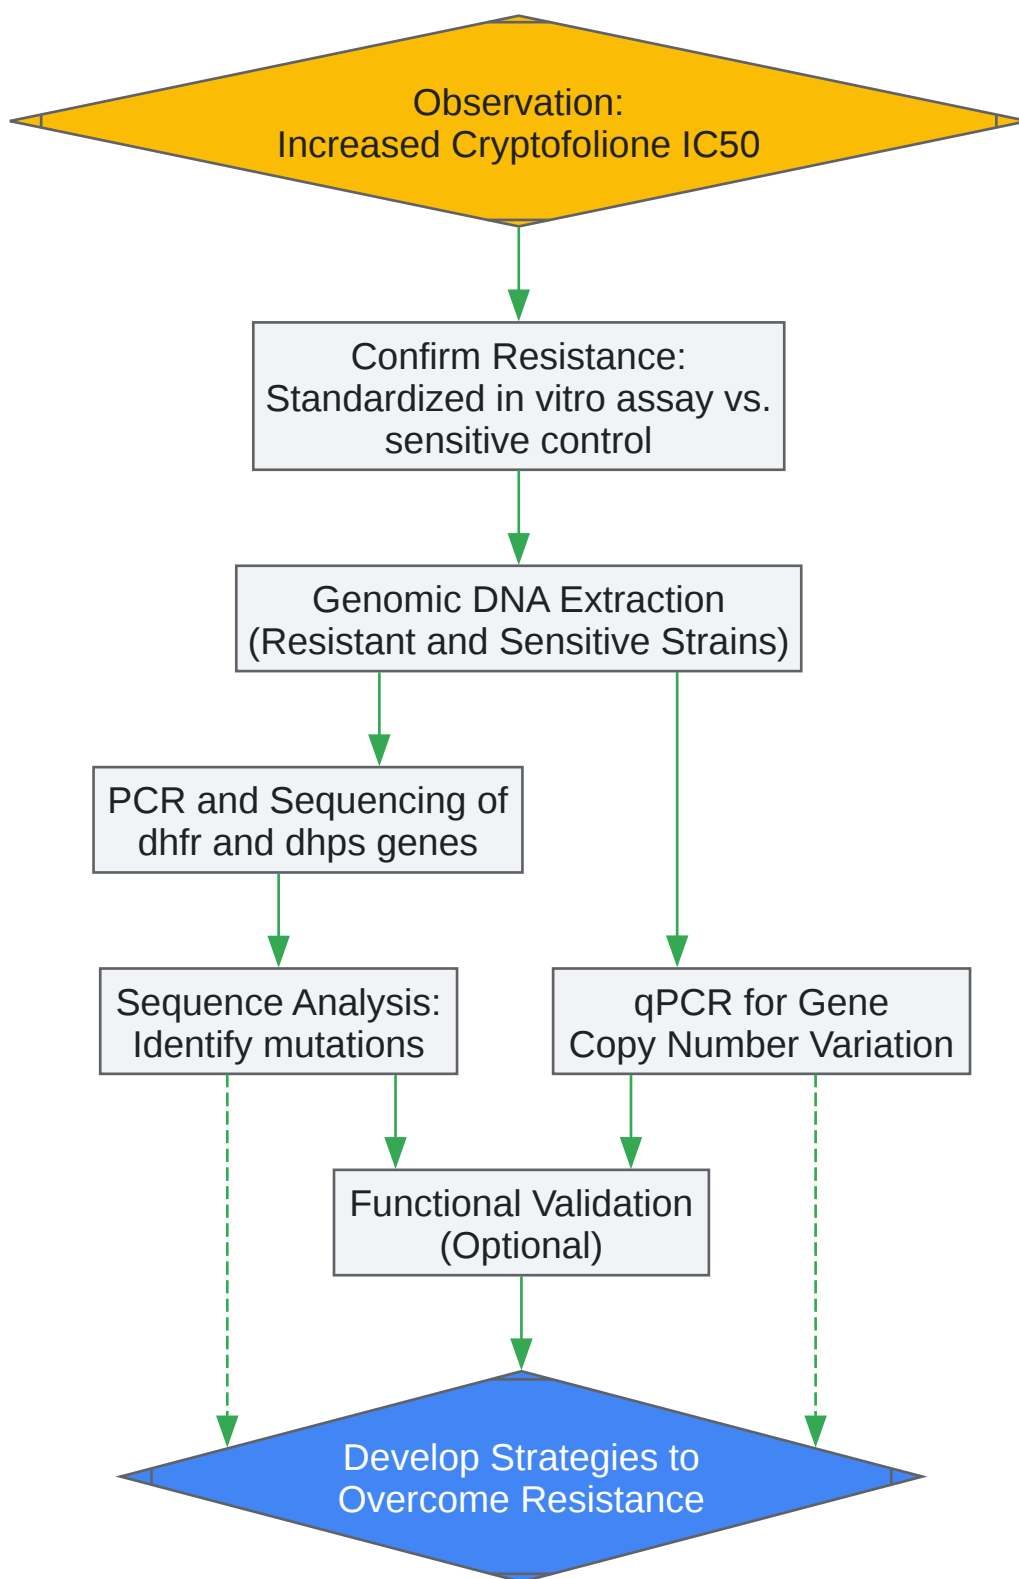 Observation:
Increased Cryptofolione IC50
Confirm Resistance:
Standardized in vitro assay vs.
sensitive control
Genomic DNA Extraction
(Resistant and Sensitive Strains)
PCR and Sequencing of
dhfr and dhps genes
Sequence Analysis:
Identify mutations
qPCR for Gene
Copy Number Variation
Functional Validation
(Optional)
Develop Strategies to
Overcome Resistance